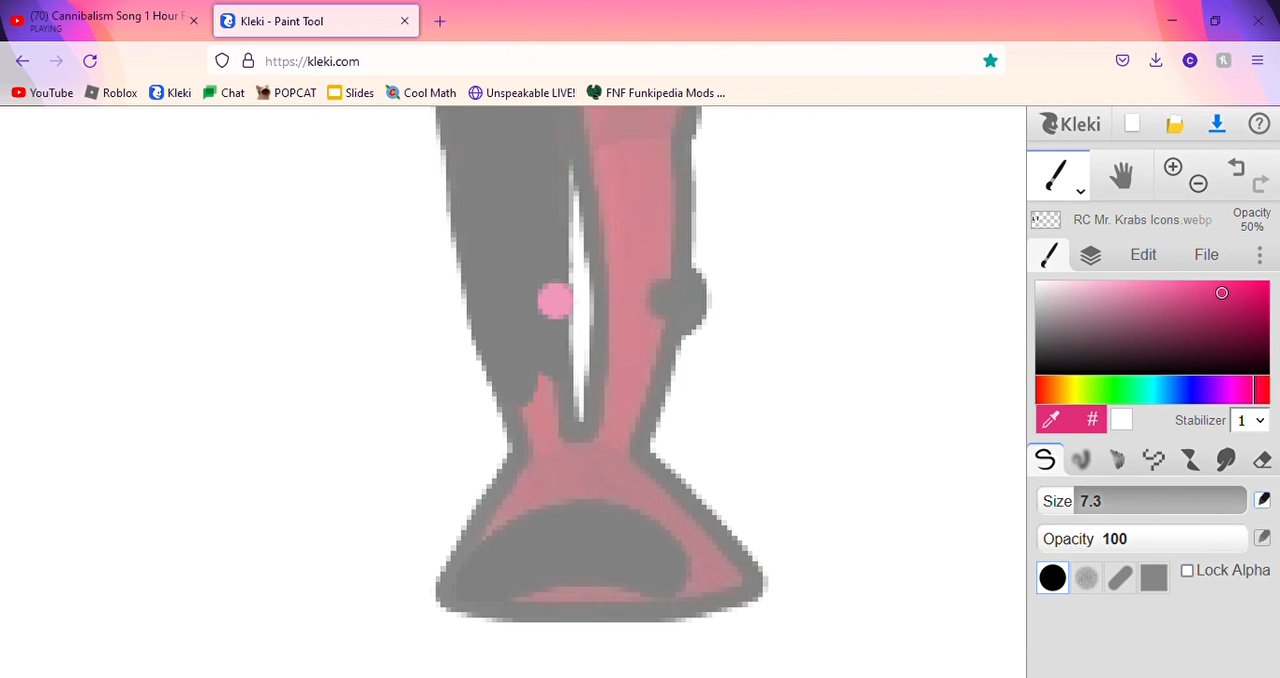 (70) Cannibalism Song 1 Hour F
PLAYING
Kleki - Paint Tool
https://kleki.com
YouTube Roblox Kleki Chat POPCAT Slides Cool Math Unspeakable LIVE! FNF Funkipedia Mods ...
Kleki
RC Mr. Krabs Icons.webp
Opacity
50%
Edit File
# Stabilizer 1
Size 7.3
Opacity 100
Lock Alpha